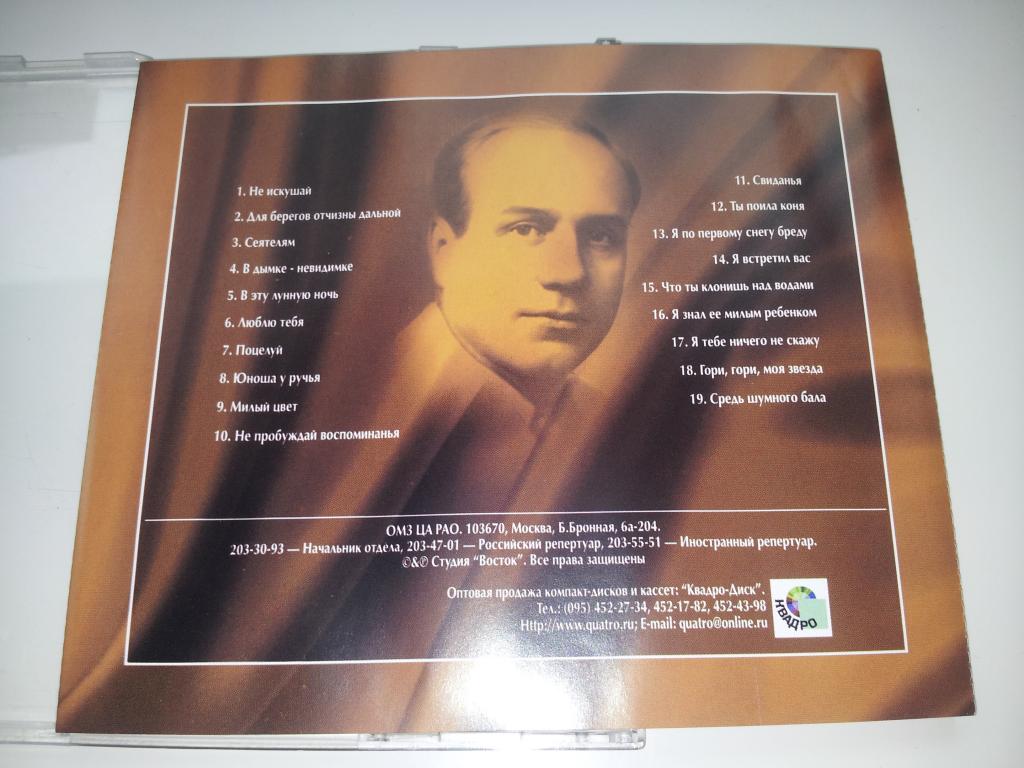 1. Не искушай
2. Для берегов отчизны дальной
3. Сеятелям
4. В дымке - невидимке
5. В эту лунную ночь
6. Люблю тебя
7. Поцелуй
8. Юноша у ручья
9. Милый цвет
10. Не пробуждай воспоминанья
11. Свиданья
12. Ты поила коня
13. Я по первому снегу бреду
14. Я встретил вас
15. Что ты клонишь над водами
16. Я знал ее милым ребенком
17. Я тебе ничего не скажу
18. Гори, гори, моя звезда
19. Средь шумного бала
ОМЗ ЦА РАО. 103670, Москва, Б.Бронная, 6а-204.
203-30-93 — Начальник отдела, 203-47-01 — Российский репертуар, 203-55-51 — Иностранный репертуар.
©&℗ Студия "Восток". Все права защищены
Оптовая продажа компакт-дисков и кассет: "Квадро-Диск".
Тел.: (095) 452-27-34, 452-17-82, 452-43-98
Http://www.quatro.ru; E-mail: quatro@online.ru
КВАДРО